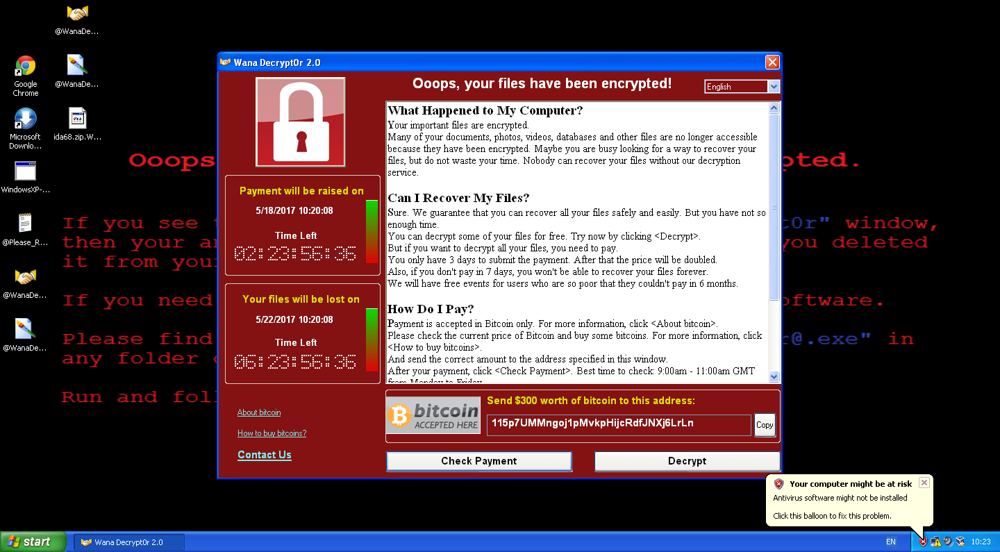 @WanaDe...
Google
Chrome
@WanaDe...
Microsoft
Downlo...
ida68.zip.W...
WindowsXP-...
@Please_R...
@WanaDe...
@WanaDe...
Ooops
pted.
If you see
t0r" window,
then your an
you deleted
it from your
If you need
oftware.
Please find
r@.exe" in
any folder
Run and foll
Wana Decrypt0r 2.0
Ooops, your files have been encrypted!
English
Payment will be raised on
5/18/2017 10:20:08
Time Left
02:23:56:36
Your files will be lost on
5/22/2017 10:20:08
Time Left
06:23:56:36
About bitcoin
How to buy bitcoins?
Contact Us
What Happened to My Computer?
Your important files are encrypted.
Many of your documents, photos, videos, databases and other files are no longer accessible
because they have been encrypted. Maybe you are busy looking for a way to recover your
files, but do not waste your time. Nobody can recover your files without our decryption
service.
Can I Recover My Files?
Sure. We guarantee that you can recover all your files safely and easily. But you have not so
enough time.
You can decrypt some of your files for free. Try now by clicking <Decrypt>.
But if you want to decrypt all your files, you need to pay.
You only have 3 days to submit the payment. After that the price will be doubled.
Also, if you don't pay in 7 days, you won't be able to recover your files forever.
We will have free events for users who are so poor that they couldn't pay in 6 months.
How Do I Pay?
Payment is accepted in Bitcoin only. For more information, click <About bitcoin>.
Please check the current price of Bitcoin and buy some bitcoins. For more information, click
<How to buy bitcoins>.
And send the correct amount to the address specified in this window.
After your payment, click <Check Payment>. Best time to check: 9:00am - 11:00am GMT
from Monday to Friday
bitcoin
ACCEPTED HERE
Send $300 worth of bitcoin to this address:
115p7UMMngoj1pMvkpHijcRdfJNXj6LrLn
Copy
Check Payment
Decrypt
Your computer might be at risk
Antivirus software might not be installed
Click this balloon to fix this problem.
start
Wana Decrypt0r 2.0
EN
10:23